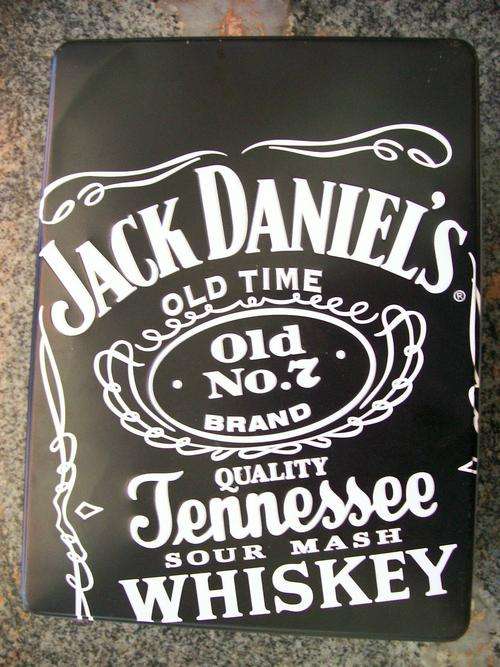 JACK DANIEL'S
®
OLD TIME
Old
No.7
BRAND
QUALITY
Tennessee
SOUR MASH
WHISKEY